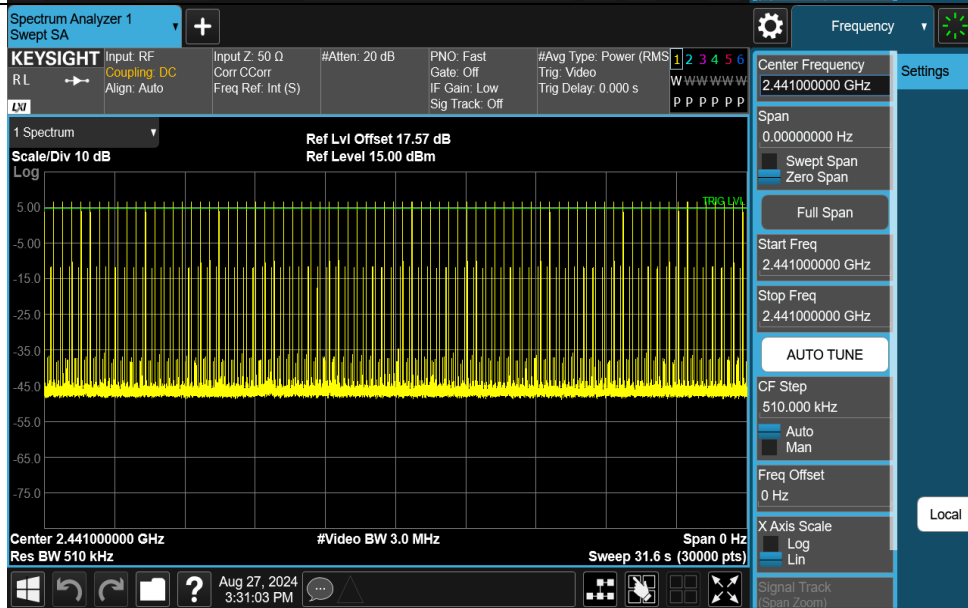 Spectrum Analyzer 1
Swept SA
Frequency
KEYSIGHT
RL
LXI
Input: RF
Coupling: DC
Align: Auto
Input Z: 50 Ω
Corr CCorr
Freq Ref: Int (S)
#Atten: 20 dB
PNO: Fast
Gate: Off
IF Gain: Low
Sig Track: Off
#Avg Type: Power (RMS
Trig: Video
Trig Delay: 0.000 s
1 2 3 4 5 6
W W W W W W
P P P P P P
1 Spectrum
Scale/Div 10 dB
Log
Ref Lvl Offset 17.57 dB
Ref Level 15.00 dBm
TRIG LVL
5.00
-5.00
-15.0
-25.0
-35.0
-45.0
-55.0
-65.0
-75.0
Center 2.441000000 GHz
#Video BW 3.0 MHz
Span 0 Hz
Res BW 510 kHz
Sweep 31.6 s (30000 pts)
?
Aug 27, 2024
3:31:03 PM
Center Frequency
2.441000000 GHz
Span
0.00000000 Hz
Swept Span
Zero Span
Full Span
Start Freq
2.441000000 GHz
Stop Freq
2.441000000 GHz
AUTO TUNE
CF Step
510.000 kHz
Auto
Man
Freq Offset
0 Hz
X Axis Scale
Log
Lin
Signal Track
(Span Zoom)
Settings
Local